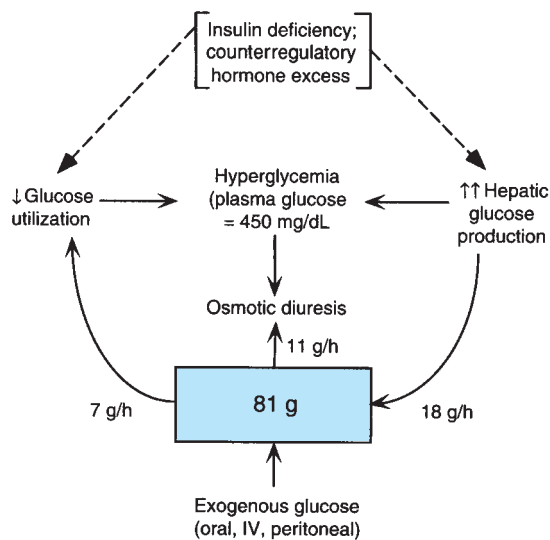 Insulin deficiency;
counterregulatory
hormone excess
↓Glucose
utilization
Hyperglycemia
(plasma glucose
= 450 mg/dL
↑↑ Hepatic
glucose
production
Osmotic diuresis
11 g/h
7 g/h
81 g
18 g/h
Exogenous glucose
(oral, IV, peritoneal)